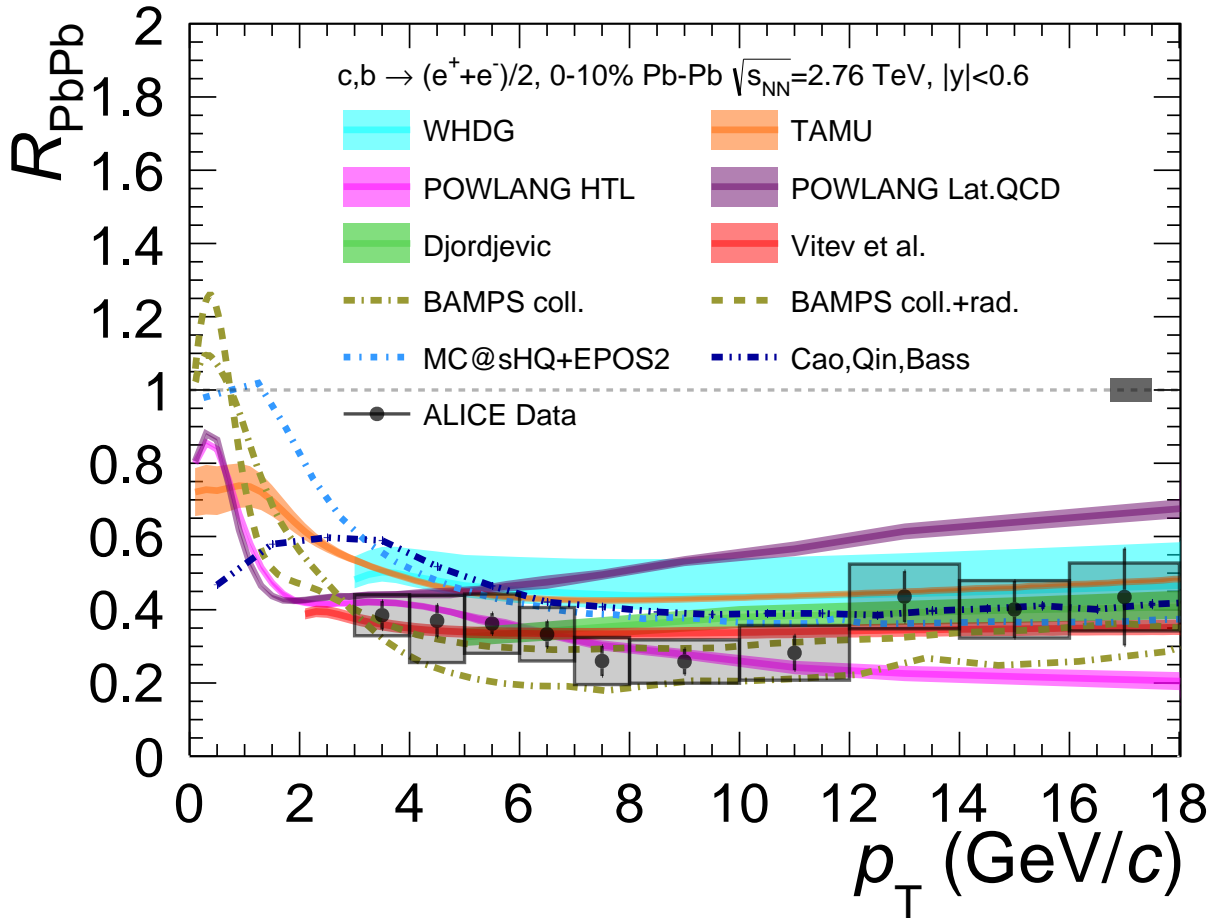 R_PbPb
2
1.8
1.6
1.4
1.2
1
0.8
0.6
0.4
0.2
0
c,b → (e⁺+e⁻)/2, 0-10% Pb-Pb √s_NN=2.76 TeV, |y|<0.6
WHDG TAMU
POWLANG HTL POWLANG Lat.QCD
Djordjevic Vitev et al.
BAMPS coll. BAMPS coll.+rad.
MC@sHQ+EPOS2 Cao,Qin,Bass
ALICE Data
0 2 4 6 8 10 12 14 16 18
p_T (GeV/c)